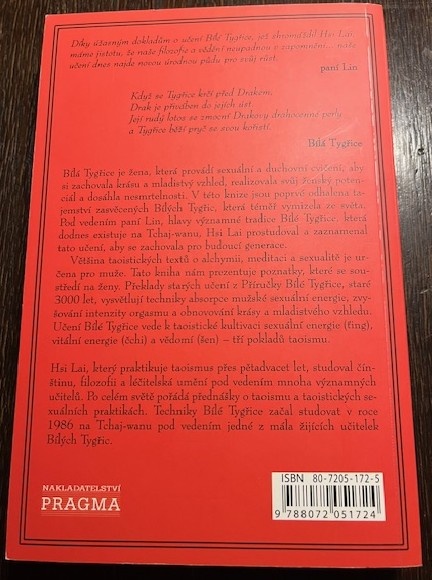 Díky úžasným dokladům o učení Bílé Tygřice, jež shromáždil Hsi Lai,
máme jistotu, že naše filozofie a vědění neupadnou v zapomnění... naše
učení dnes najde novou úrodnou půdu pro svůj růst.
paní Lin
Když se Tygřice krčí před Drakem,
Drak je přiváben do jejích úst.
Její rudý lotos se zmocní Drakovy drahocenné perly
a Tygřice běží pryč se svou kořistí.
Bílá Tygřice
Bílá Tygřice je žena, která provádí sexuální a duchovní cvičení, aby
si zachovala krásu a mladistvý vzhled, realizovala svůj ženský poten-
ciál a dosáhla nesmrtelnosti. V této knize jsou poprvé odhalena ta-
jemství zasvěcených Bílých Tygřic, která téměř vymizela ze světa.
Pod vedením paní Lin, hlavy významné tradice Bílé Tygřice, která
dodnes existuje na Tchaj-wanu, Hsi Lai prostudoval a zaznamenal
tato učení, aby se zachovala pro budoucí generace.
Většina taoistických textů o alchymii, meditaci a sexualitě je ur-
čena pro muže. Tato kniha nám prezentuje poznatky, které se sou-
střeďují na ženy. Překlady starých učení z Příručky Bílé Tygřice, staré
3000 let, vysvětlují techniky absorpce mužské sexuální energie, zvy-
šování intenzity orgasmu a obnovování krásy a mladistvého vzhledu.
Učení Bílé Tygřice vede k taoistické kultivaci sexuální energie (ťing),
vitální energie (čchi) a vědomí (šen) – tří pokladů taoismu.
Hsi Lai, který praktikuje taoismus přes pětadvacet let, studoval čín-
štinu, filozofii a léčitelská umění pod vedením mnoha významných
učitelů. Po celém světě pořádá přednášky o taoismu a taoistických se-
xuálních praktikách. Techniky Bílé Tygřice začal studovat v roce
1986 na Tchaj-wanu pod vedením jedné z mála žijících učitelek
Bílých Tygřic.
ISBN 80-7205-172-5
NAKLADATELSTVÍ
PRAGMA
9 788072 051724